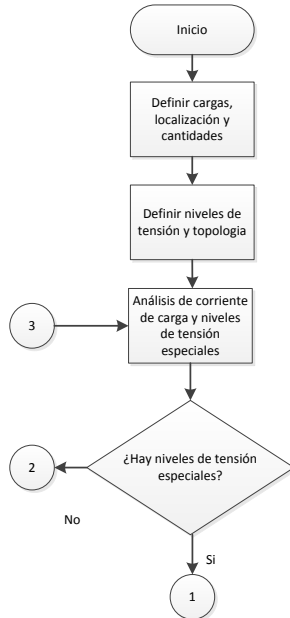 Inicio
Definir cargas,
localización y
cantidades
Definir niveles de
tensión y topologia
Análisis de corriente
de carga y niveles
de tensión
especiales
3
¿Hay niveles de tensión
especiales?
2
No
Si
1